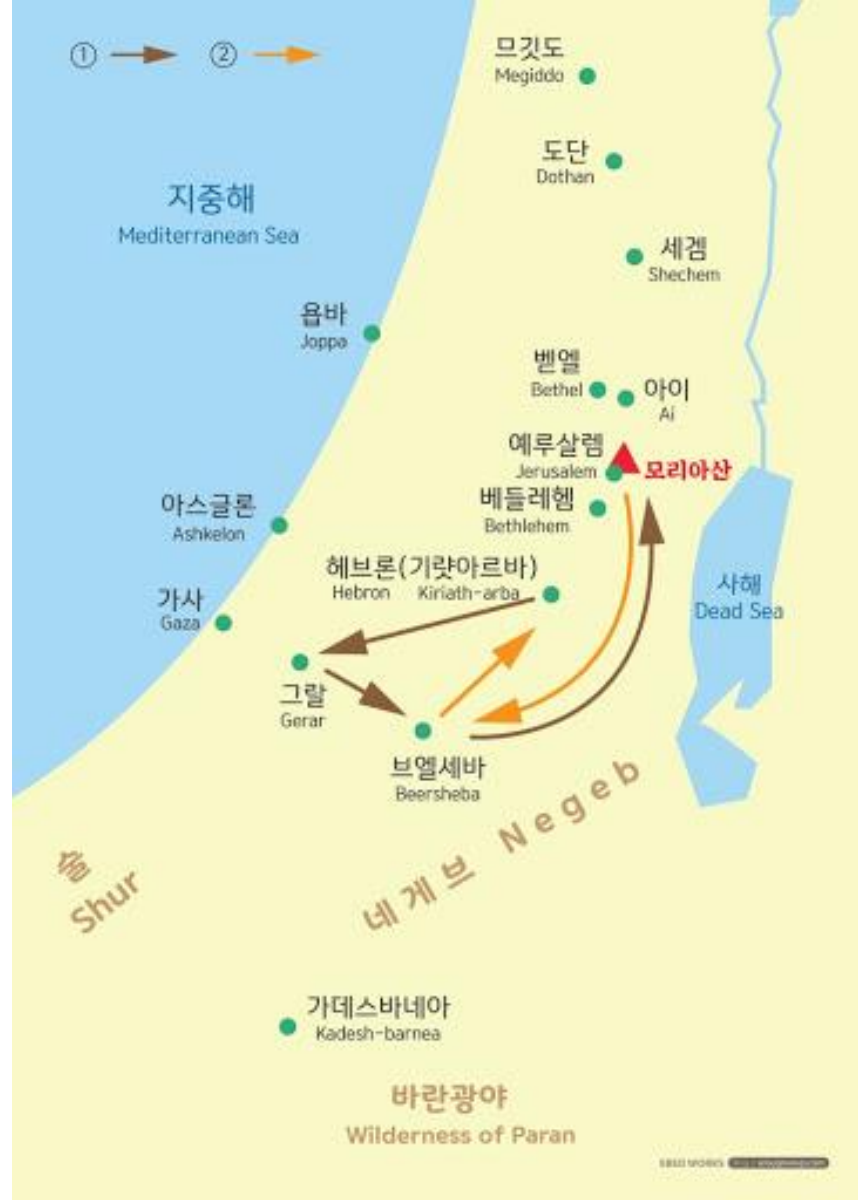 ① ②
므깃도
Megiddo
도단
Dothan
지중해
Mediterranean Sea
세겜
Shechem
욥바
Joppa
벧엘
Bethel
아이
Ai
예루살렘
Jerusalem
모리아산
베들레헴
Bethlehem
아스글론
Ashkelon
헤브론(기럇아르바)
Hebron Kiriath-arba
사해
Dead Sea
가사
Gaza
그랄
Gerar
브엘세바
Beersheba
네게브 Negeb
술
Shur
가데스바네아
Kadesh-barnea
바란광야
Wilderness of Paran